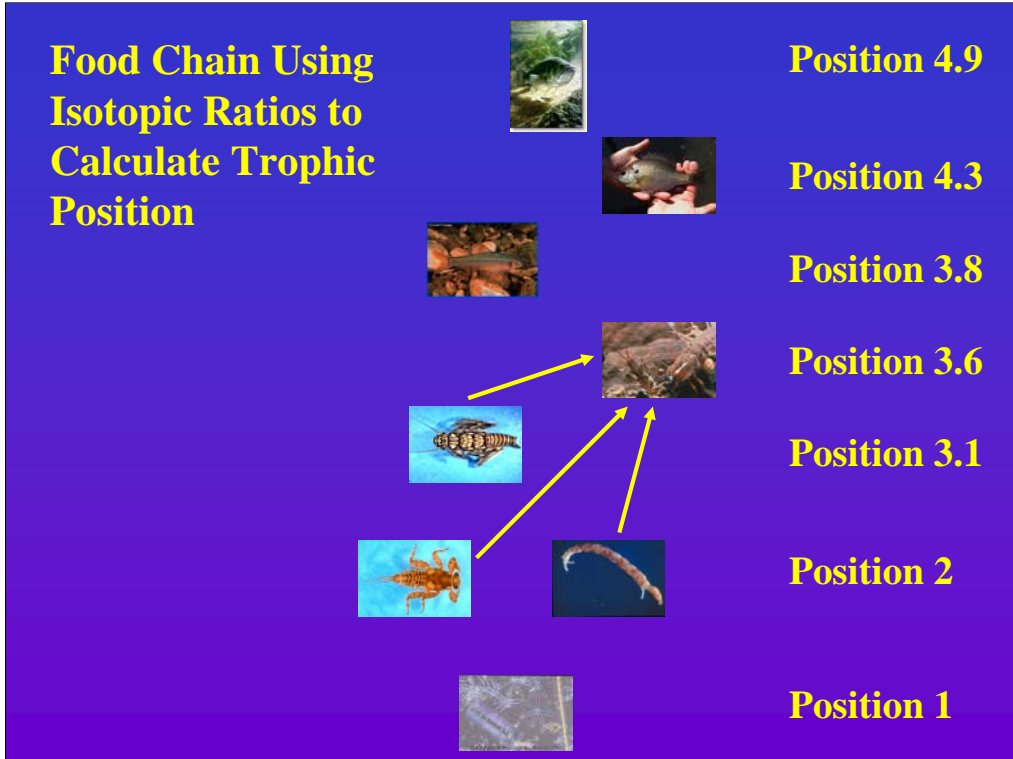 Food Chain Using
Isotopic Ratios to
Calculate Trophic
Position
Position 4.9
Position 4.3
Position 3.8
Position 3.6
Position 3.1
Position 2
Position 1